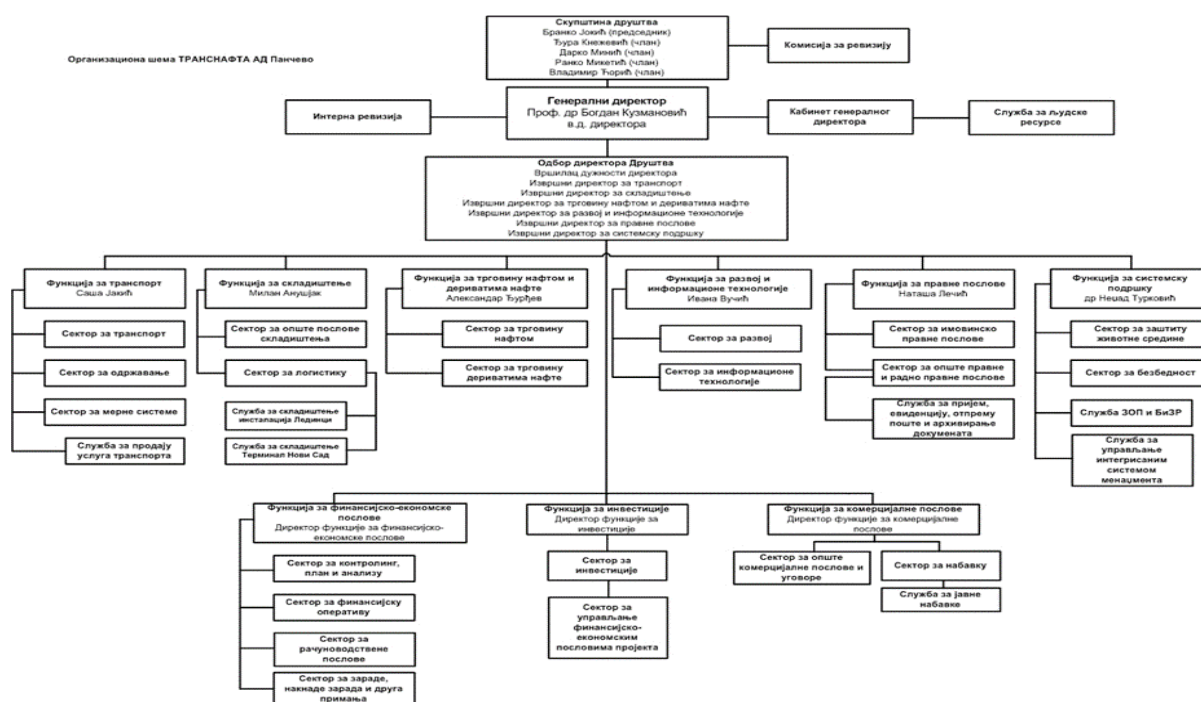 Организациона шема ТРАНСНАФТА АД Панчево
Скупштина друштва
Бранко Јокић (председник)
Ђура Кнежевић (члан)
Дарко Минић (члан)
Ранко Микетић (члан)
Владимир Ћорић (члан)
Комисија за ревизију
Интерна ревизија
Генерални директор
Проф. др Богдан Кузмановић
в.д. директора
Кабинет генералног
директора
Служба за људске
ресурсе
Одбор директора Друштва
Вршилац дужности директора
Извршни директор за транспорт
Извршни директор за складиштење
Извршни директор за трговину нафтом и дериватима нафте
Извршни директор за развој и информационе технологије
Извршни директор за правне послове
Извршни директор за системску подршку
Функција за транспорт
Саша Јакић
Сектор за транспорт
Сектор за одржавање
Сектор за мерне системе
Служба за продају
услуга транспорта
Функција за складиштење
Милан Анушјак
Сектор за опште послове
складиштења
Сектор за логистику
Служба за складиштење
инсталација Лединци
Служба за складиштење
Терминал Нови Сад
Функција за трговину нафтом и
дериватима нафте
Александар Ђурђев
Сектор за трговину
нафтом
Сектор за трговину
дериватима нафте
Функција за развој и
информационе технологије
Ивана Вучић
Сектор за развој
Сектор за информационе
технологије
Функција за правне послове
Наташа Лечић
Сектор за имовинско
правне послове
Сектор за опште правне
и радно правне послове
Служба за пријем,
евиденцију, отпрему
поште и архивирање
докумената
Функција за системску
подршку
др Неџад Турковић
Сектор за заштиту
животне средине
Сектор за безбедност
Служба ЗОП и БиЗР
Служба за
управљање
интегрисаним
системом
менаџмента
Функција за финансијско-економске
послове
Директор функције за финансијско-
економске послове
Сектор за контролинг,
план и анализу
Сектор за финансијску
оперативу
Сектор за
рачуноводствене
послове
Сектор за зараде,
накнаде зарада и друга
примања
Функција за инвестиције
Директор функције за
инвестиције
Сектор за
инвестиције
Сектор за
управљање
финансијско-
економским
пословима пројекта
Функција за комерцијалне послове
Директор функције за комерцијалне
послове
Сектор за опште
комерцијалне послове и
уговоре
Сектор за набавку
Служба за јавне
набавке